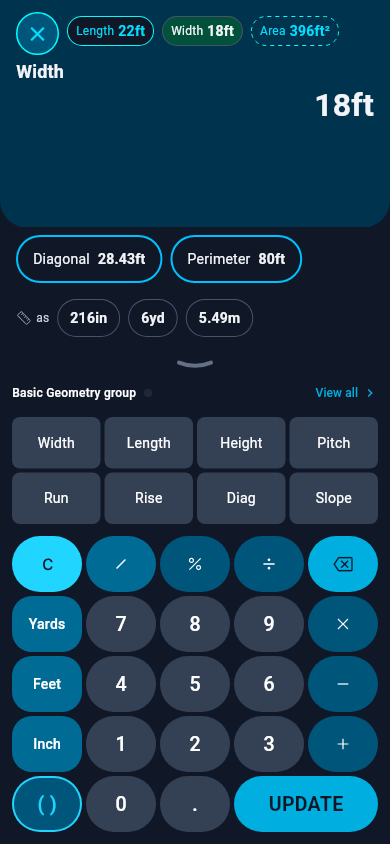 Length 22ft Width 18ft Area 396ft²
Width
18ft
Diagonal 28.43ft Perimeter 80ft
as 216in 6yd 5.49m
Basic Geometry group View all
Width Length Height Pitch
Run Rise Diag Slope
C / % ÷
Yards 7 8 9 ×
Feet 4 5 6 −
Inch 1 2 3 +
( ) 0 . UPDATE